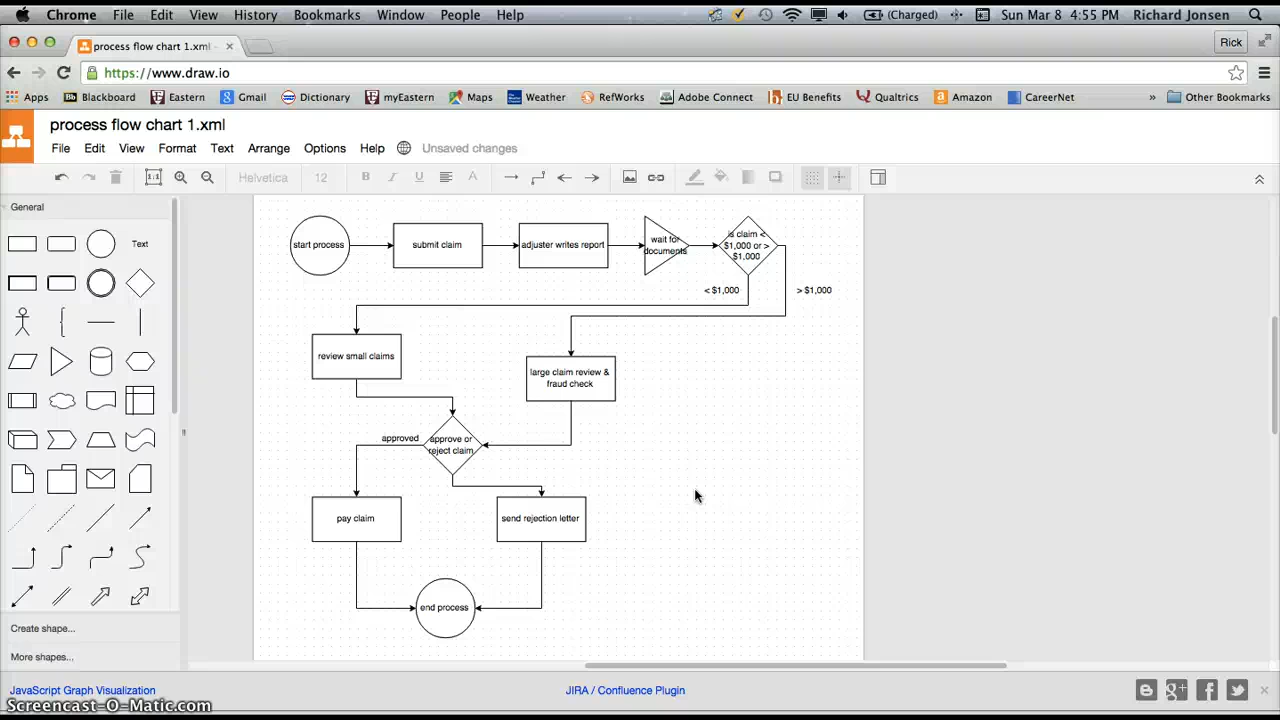 Chrome File Edit View History Bookmarks Window People Help (Charged) Sun Mar 8 4:55 PM Richard Jonsen
process flow chart 1.xml Rick
https://www.draw.io
Apps Blackboard Eastern Gmail Dictionary myEastern Maps Weather RefWorks Adobe Connect EU Benefits Qualtrics Amazon CareerNet » Other Bookmarks
process flow chart 1.xml
File Edit View Format Text Arrange Options Help Unsaved changes
1:1 Helvetica 12 B I U A
General
Text
start process
submit claim
adjuster writes report
wait for
documents
is claim <
$1,000 or >
$1,000
< $1,000
> $1,000
review small claims
large claim review &
fraud check
approved
approve or
reject claim
pay claim
send rejection letter
end process
Create shape...
More shapes...
JavaScript Graph Visualization JIRA / Confluence Plugin
Screencast-O-Matic.com